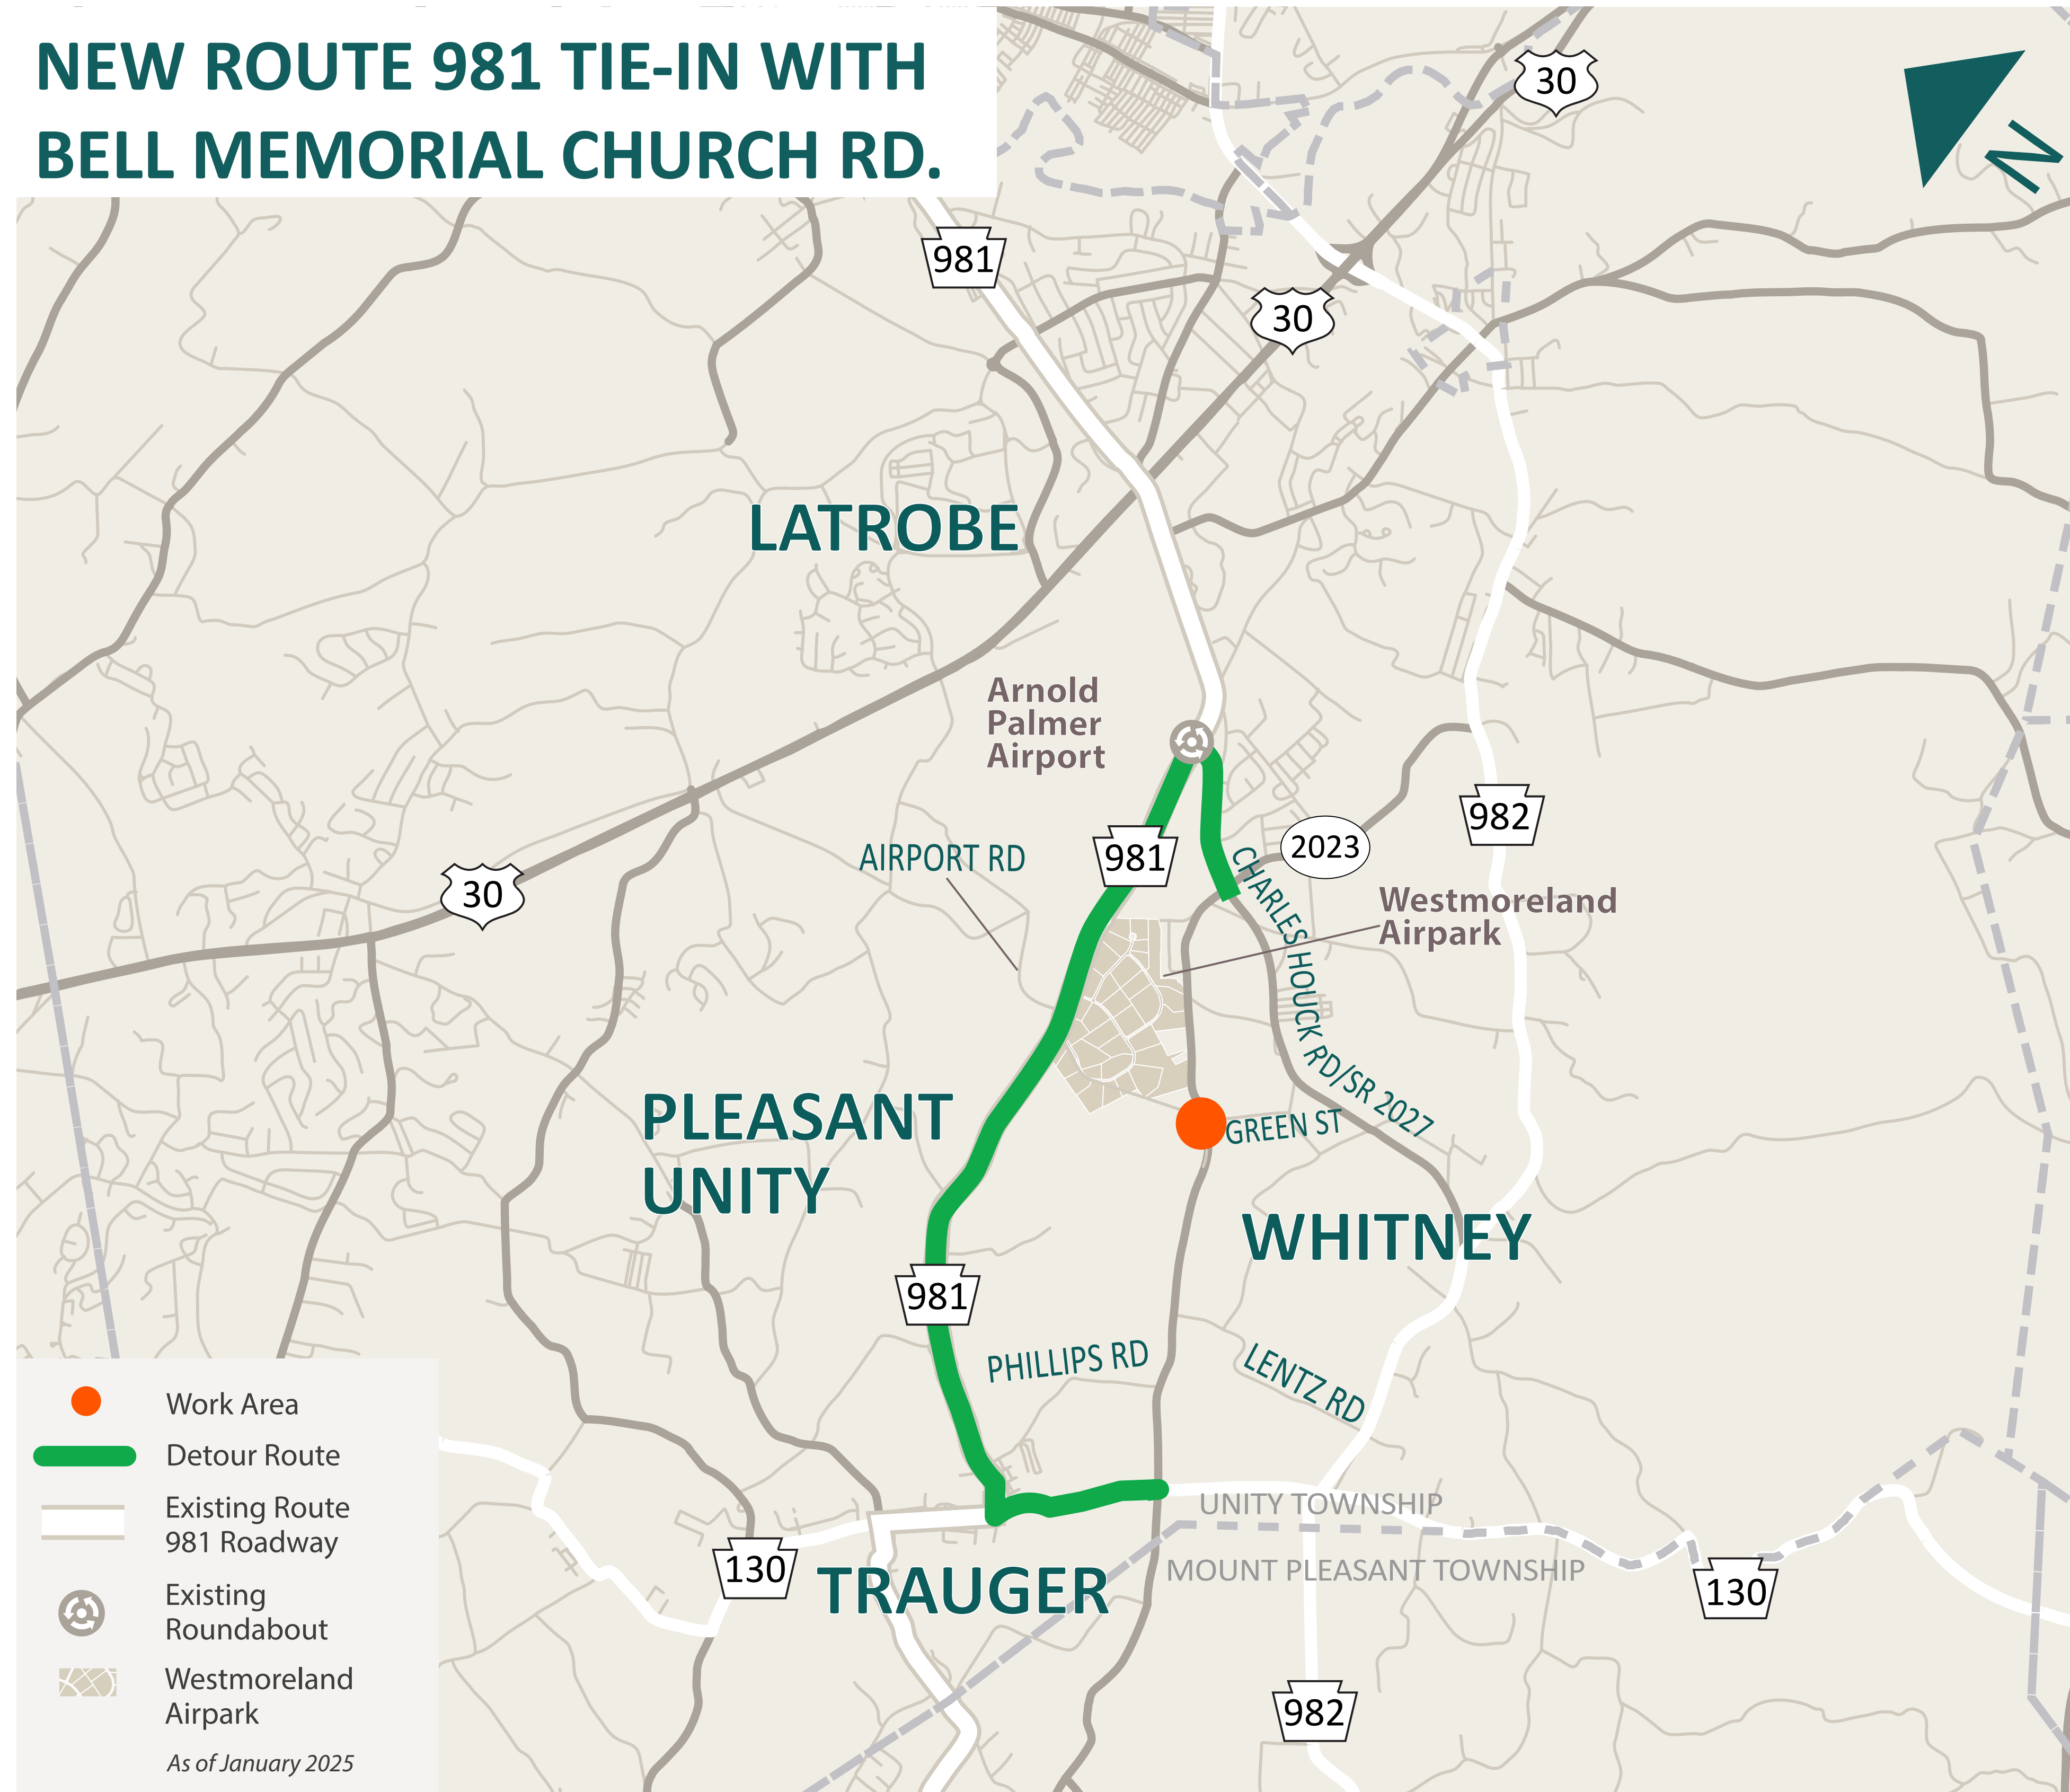 NEW ROUTE 981 TIE-IN WITH
BELL MEMORIAL CHURCH RD.
30
N
981
30
LATROBE
Arnold
Palmer
Airport
982
AIRPORT RD
981
2023
30
CHARLES HOUCK RD/SR 2027
Westmoreland
Airpark
PLEASANT
UNITY
GREEN ST
WHITNEY
981
PHILLIPS RD
LENTZ RD
UNITY TOWNSHIP
MOUNT PLEASANT TOWNSHIP
130
TRAUGER
130
982
Work Area
Detour Route
Existing Route
981 Roadway
Existing
Roundabout
Westmoreland
Airpark
As of January 2025